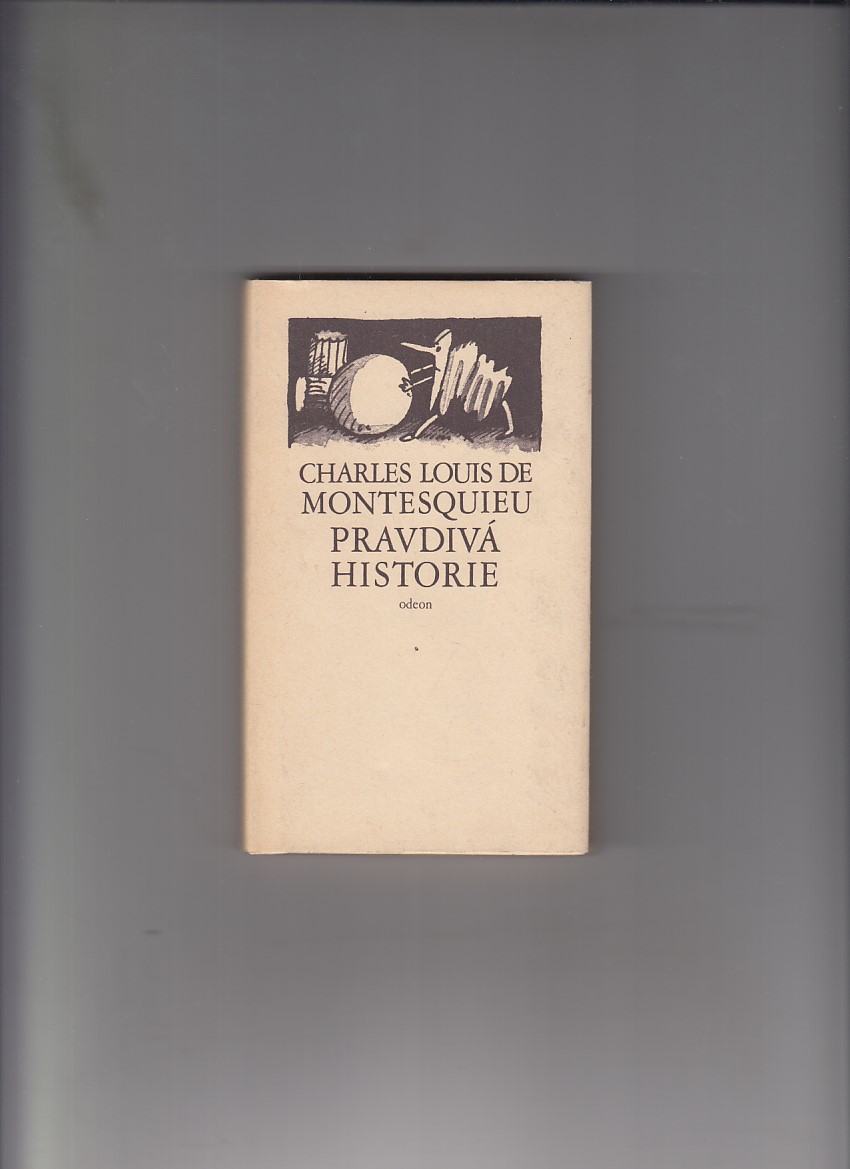 CHARLES LOUIS DE
MONTESQUIEU
PRAVDIVÁ
HISTORIE
odeon